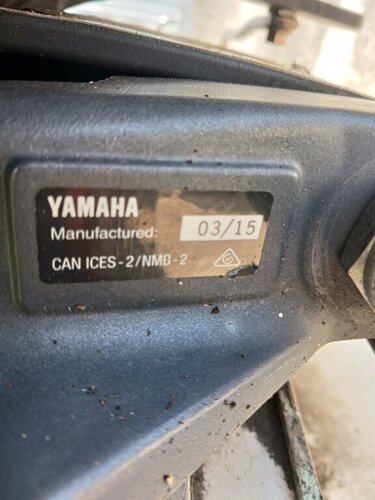 YAMAHA
Manufactured: 03/15
CAN ICES-2/NMB-2